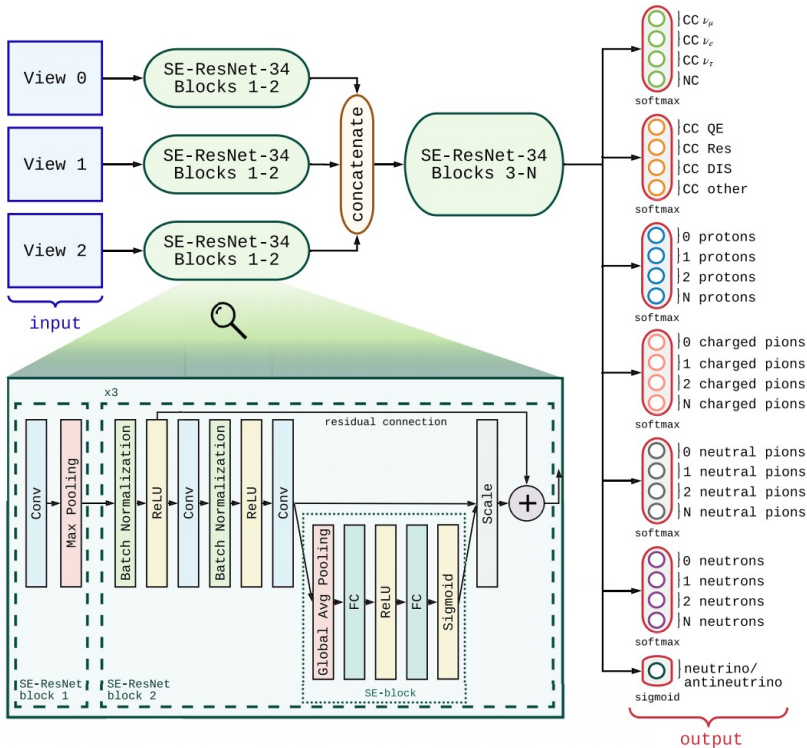 View 0
SE-ResNet-34
Blocks 1-2
View 1
SE-ResNet-34
Blocks 1-2
View 2
SE-ResNet-34
Blocks 1-2
input
concatenate
SE-ResNet-34
Blocks 3-N
CC νμ
CC νe
CC ντ
NC
softmax
CC QE
CC Res
CC DIS
CC other
softmax
0 protons
1 protons
2 protons
N protons
softmax
0 charged pions
1 charged pions
2 charged pions
N charged pions
softmax
0 neutral pions
1 neutral pions
2 neutral pions
N neutral pions
softmax
0 neutrons
1 neutrons
2 neutrons
N neutrons
softmax
neutrino/
antineutrino
sigmoid
output
x3
residual connection
Conv
Max Pooling
Batch Normalization
ReLU
Conv
Batch Normalization
ReLU
Conv
Scale
+
Global Avg Pooling
FC
ReLU
FC
Sigmoid
SE-block
SE-ResNet
block 1
SE-ResNet
block 2